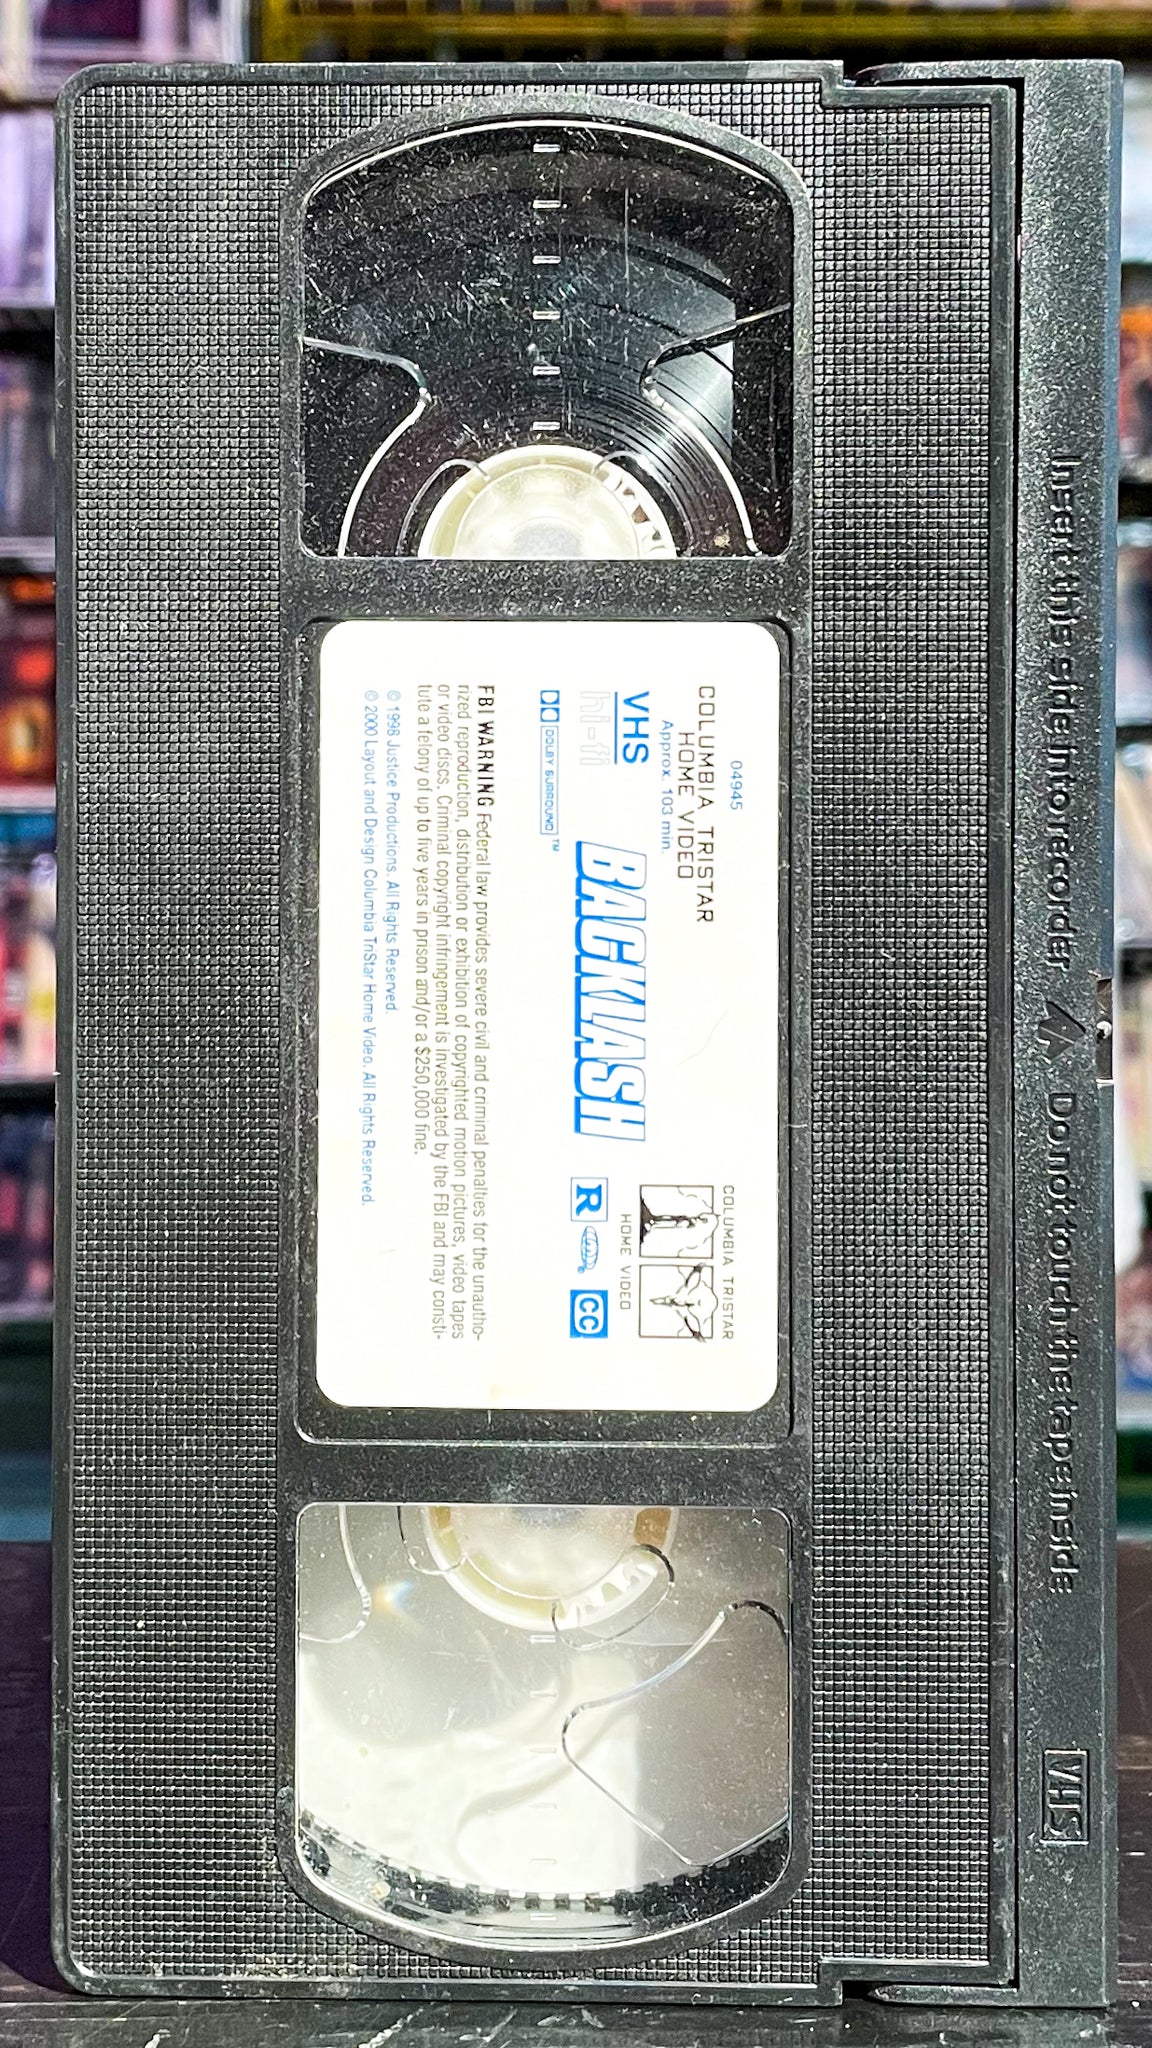 04945
COLUMBIA TRISTAR
HOME VIDEO
Approx. 103 min.
VHS
hi-fi
DOLBY SURROUND™
BACKLASH
COLUMBIA TRISTAR
HOME VIDEO
R
CC
FBI WARNING Federal law provides severe civil and criminal penalties for the unautho-
rized reproduction, distribution or exhibition of copyrighted motion pictures, video tapes
or video discs. Criminal copyright infringement is investigated by the FBI and may consti-
tute a felony of up to five years in prison and/or a $250,000 fine.
© 1998 Justice Productions. All Rights Reserved.
© 2000 Layout and Design Columbia TriStar Home Video. All Rights Reserved.
Insert this side into recorder Do not touch the tape inside
VHS